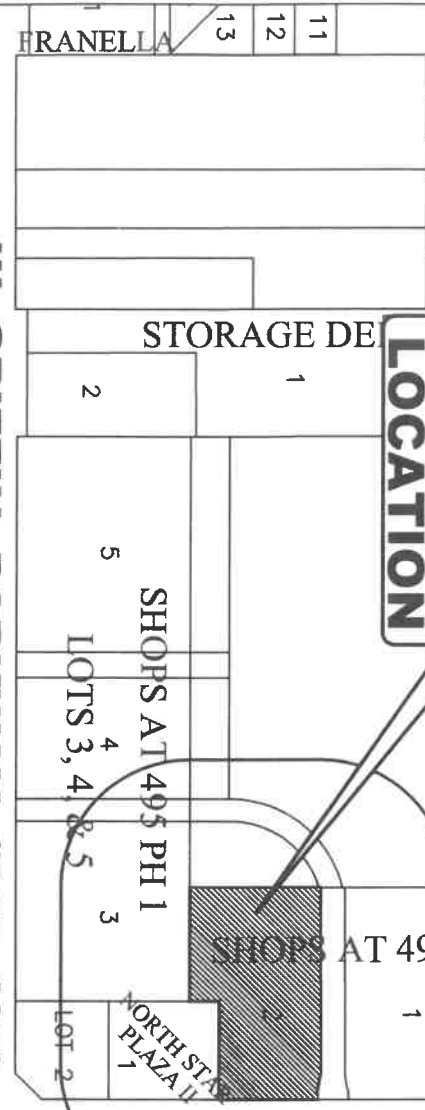 FRANELLA
1
13
12
11
STORAGE DE
LOCATION
2
1
5
SHOPS AT 495 PH 1
LOTS 3, 4, & 5
4
3
SHOPS AT 49
2
1
NORTH STAR
PLAZA II
1
LOT 2